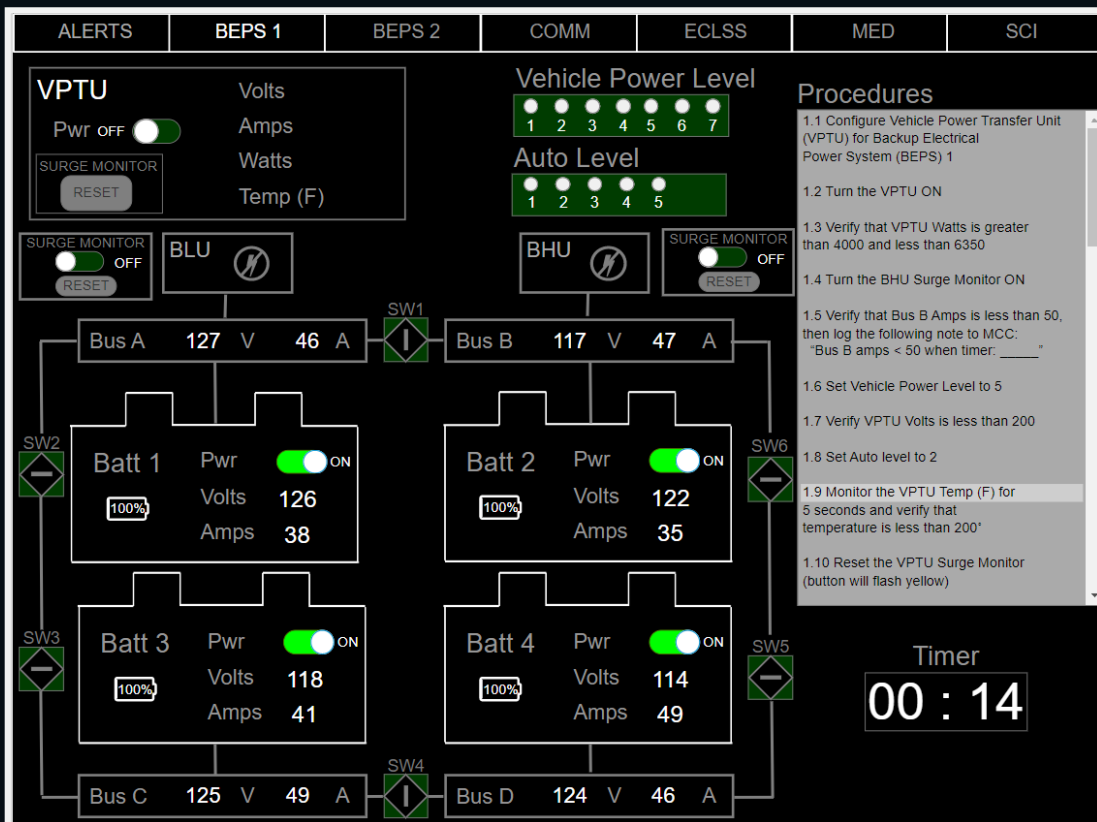 ALERTS BEPS 1 BEPS 2 COMM ECLSS MED SCI
VPTU
Volts
Pwr OFF
Amps
SURGE MONITOR
RESET
Watts
Temp (F)
Vehicle Power Level
1 2 3 4 5 6 7
Auto Level
1 2 3 4 5
SURGE MONITOR
OFF
RESET
BLU
BHU
SURGE MONITOR
OFF
RESET
SW1
Bus A 127 V 46 A
Bus B 117 V 47 A
SW2
Batt 1
Pwr ON
100%
Volts 126
Amps 38
Batt 2
Pwr ON
100%
Volts 122
Amps 35
SW6
SW3
Batt 3
Pwr ON
100%
Volts 118
Amps 41
Batt 4
Pwr ON
100%
Volts 114
Amps 49
SW5
SW4
Bus C 125 V 49 A
Bus D 124 V 46 A
Procedures
1.1 Configure Vehicle Power Transfer Unit
(VPTU) for Backup Electrical
Power System (BEPS) 1
1.2 Turn the VPTU ON
1.3 Verify that VPTU Watts is greater
than 4000 and less than 6350
1.4 Turn the BHU Surge Monitor ON
1.5 Verify that Bus B Amps is less than 50,
then log the following note to MCC:
“Bus B amps < 50 when timer: _____”
1.6 Set Vehicle Power Level to 5
1.7 Verify VPTU Volts is less than 200
1.8 Set Auto level to 2
1.9 Monitor the VPTU Temp (F) for
5 seconds and verify that
temperature is less than 200°
1.10 Reset the VPTU Surge Monitor
(button will flash yellow)
Timer
00 : 14